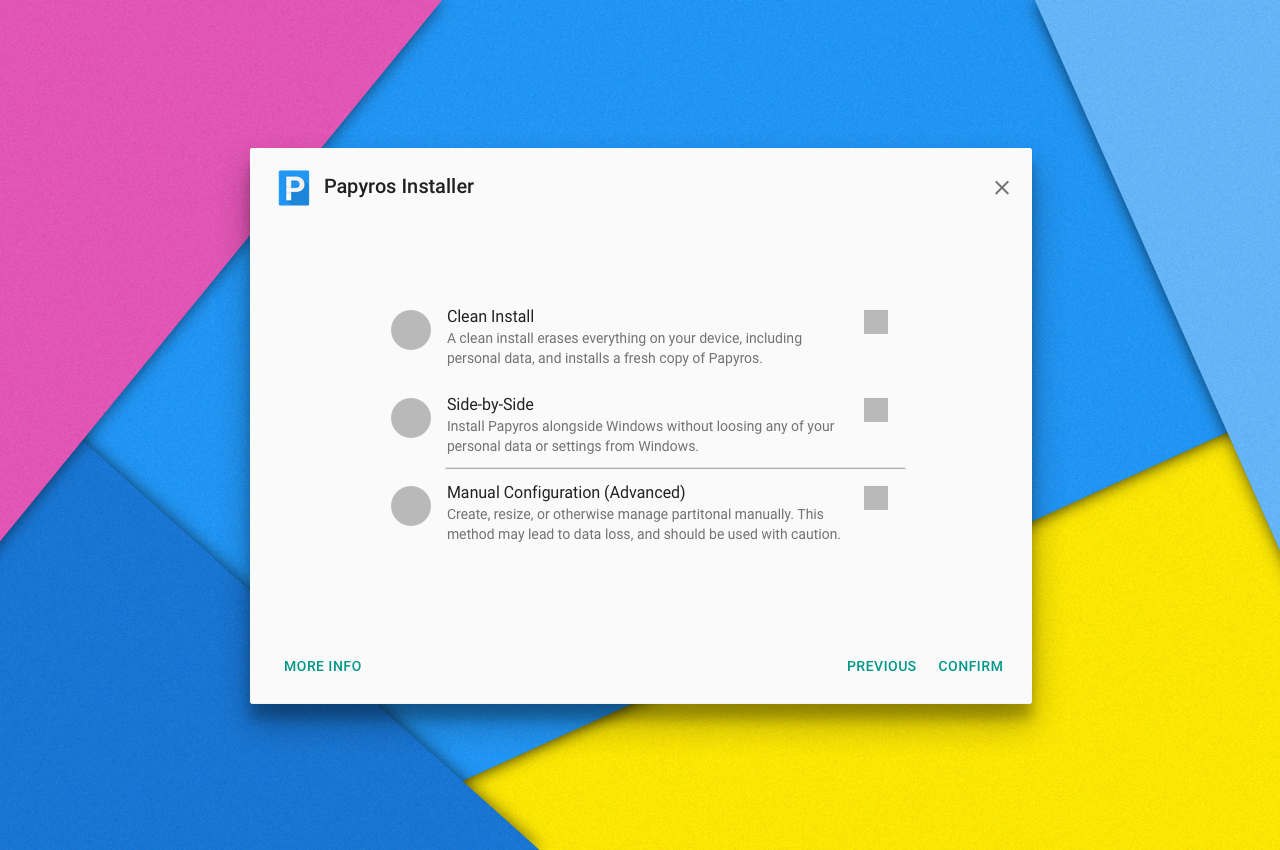 P Papyros Installer
Clean Install
A clean install erases everything on your device, including
personal data, and installs a fresh copy of Papyros.
Side-by-Side
Install Papyros alongside Windows without loosing any of your
personal data or settings from Windows.
Manual Configuration (Advanced)
Create, resize, or otherwise manage partitonal manually. This
method may lead to data loss, and should be used with caution.
MORE INFO PREVIOUS CONFIRM